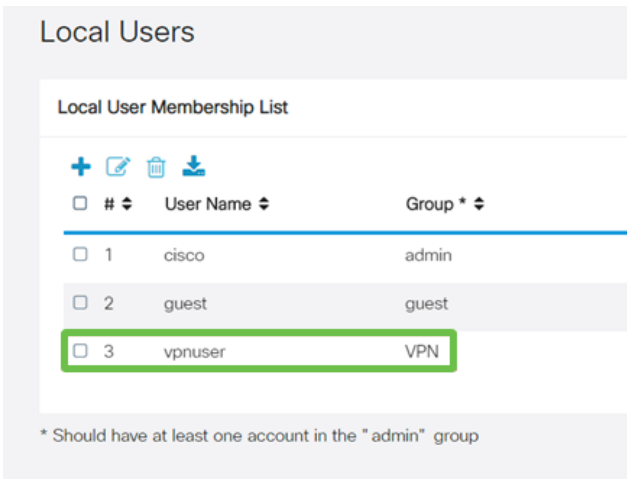 Local Users
Local User Membership List
# User Name Group *
1 cisco admin
2 guest guest
3 vpnuser VPN
* Should have at least one account in the "admin" group